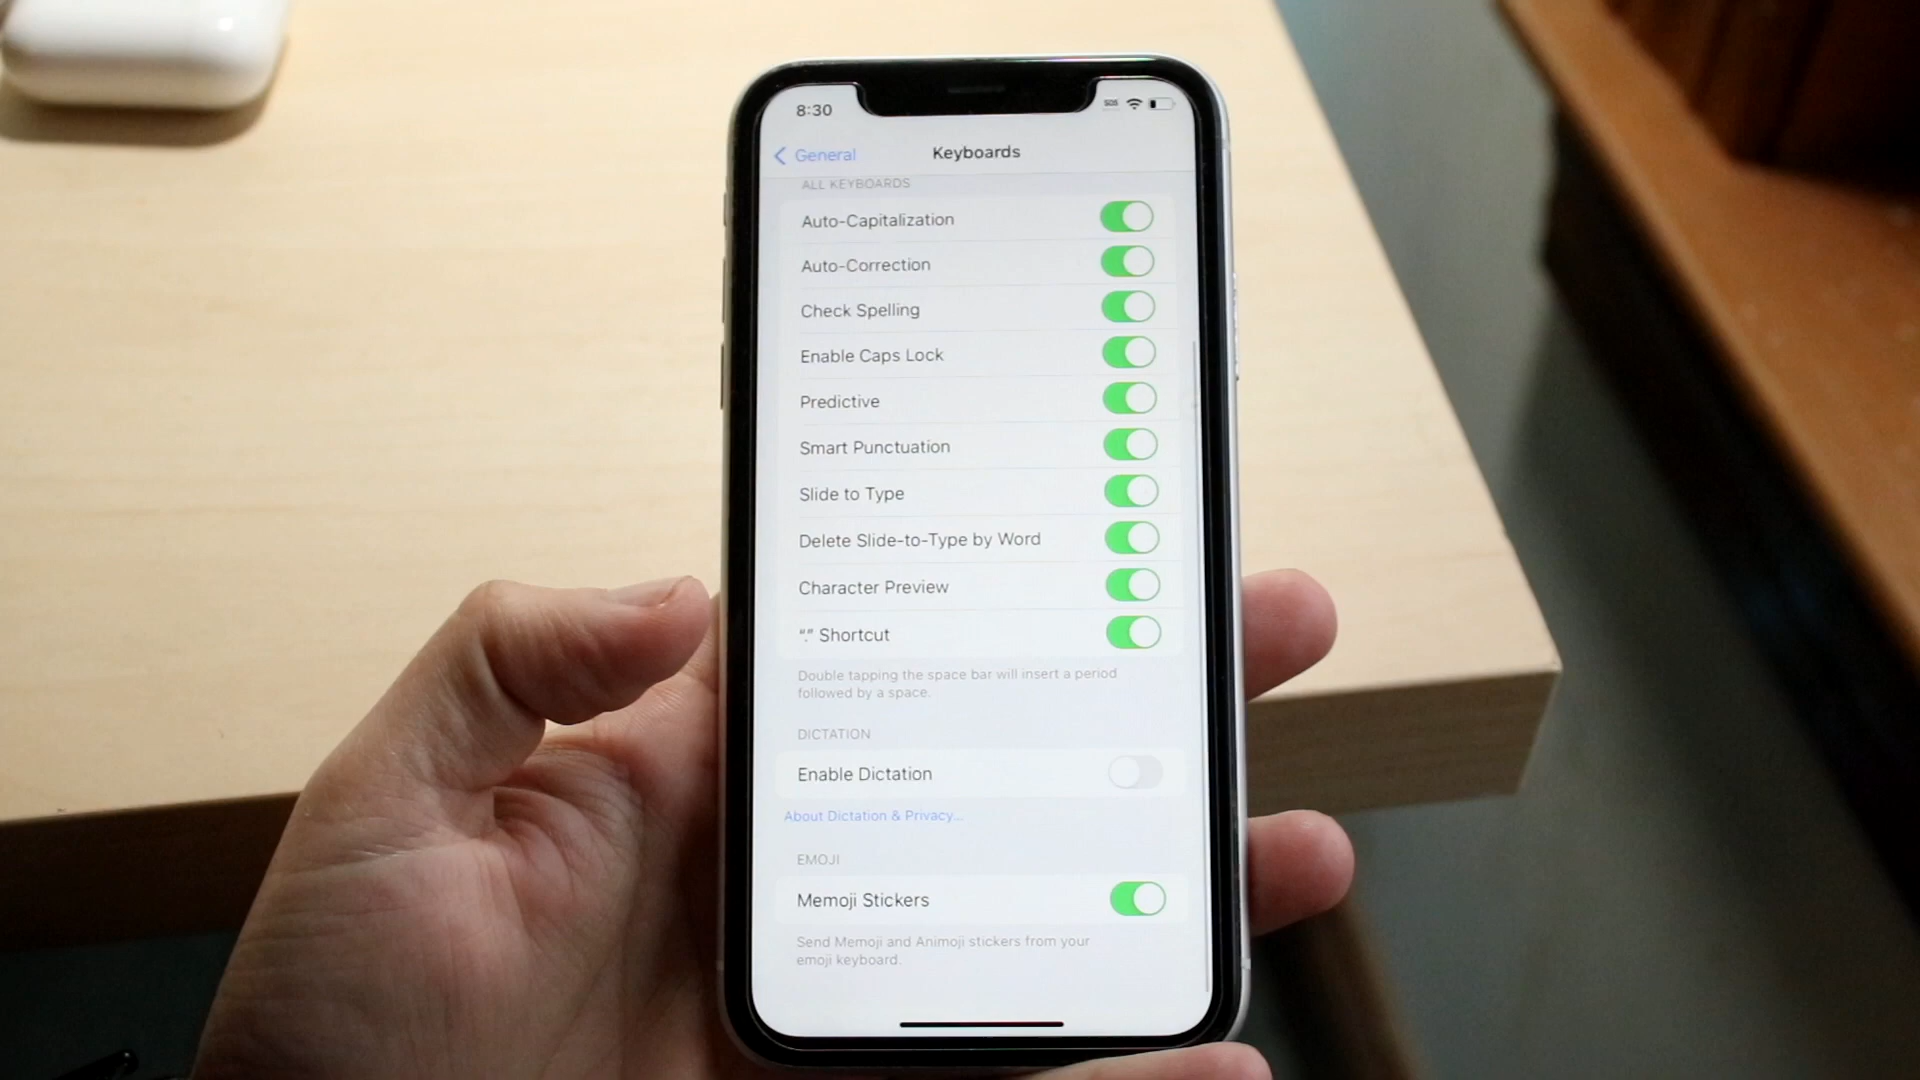 8:30 SOS
General Keyboards
ALL KEYBOARDS
Auto-Capitalization
Auto-Correction
Check Spelling
Enable Caps Lock
Predictive
Smart Punctuation
Slide to Type
Delete Slide-to-Type by Word
Character Preview
“.” Shortcut
Double tapping the space bar will insert a period
followed by a space.
DICTATION
Enable Dictation
About Dictation & Privacy...
EMOJI
Memoji Stickers
Send Memoji and Animoji stickers from your
emoji keyboard.